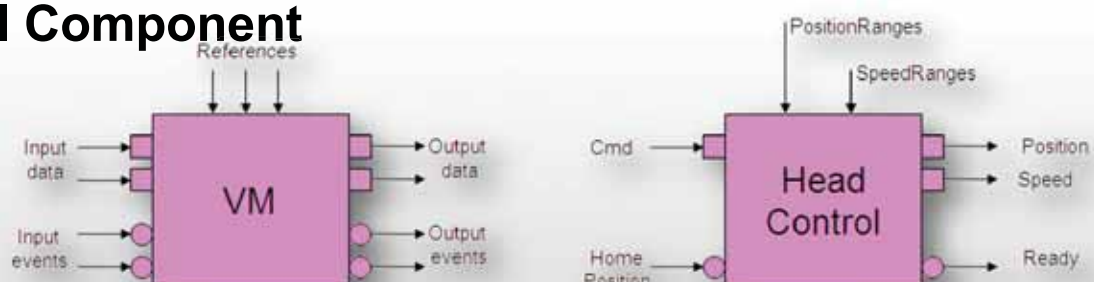 Component
References
Input
data
VM
Output
data
Input
events
Output
events
PositionRanges
SpeedRanges
Cmd
Head
Control
Position
Speed
Home
Position
Ready